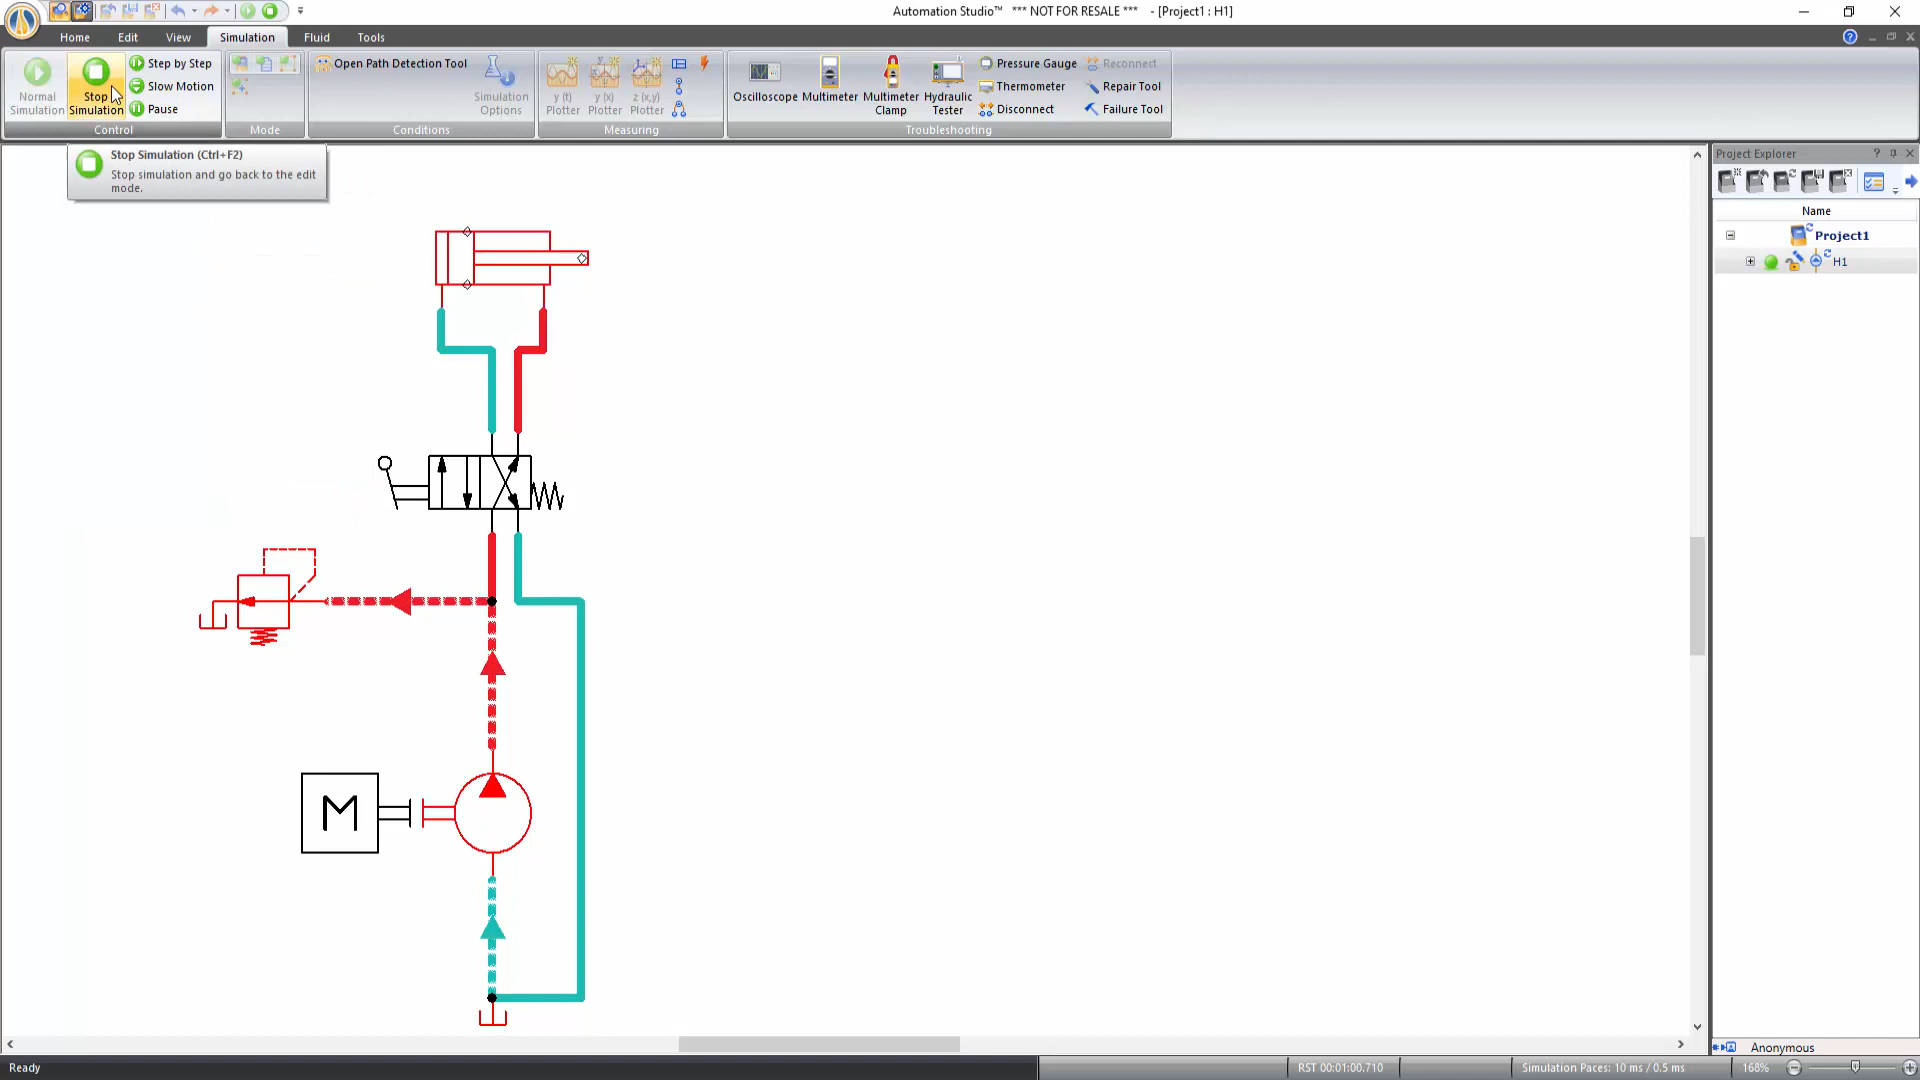 Automation Studio™ *** NOT FOR RESALE *** - [Project1 : H1]
Home Edit View Simulation Fluid Tools
Normal Simulation
Stop Simulation
Step by Step
Slow Motion
Pause
Control
Mode
Open Path Detection Tool
Simulation Options
Conditions
y (t) Plotter
y (x) Plotter
z (x,y) Plotter
Measuring
Oscilloscope
Multimeter
Multimeter Clamp
Hydraulic Tester
Pressure Gauge
Thermometer
Disconnect
Reconnect
Repair Tool
Failure Tool
Troubleshooting
Stop Simulation (Ctrl+F2)
Stop simulation and go back to the edit
mode.
M
Project Explorer
Name
Project1
H1
Anonymous
Ready
RST 00:01:00.710
Simulation Paces: 10 ms / 0.5 ms
168%